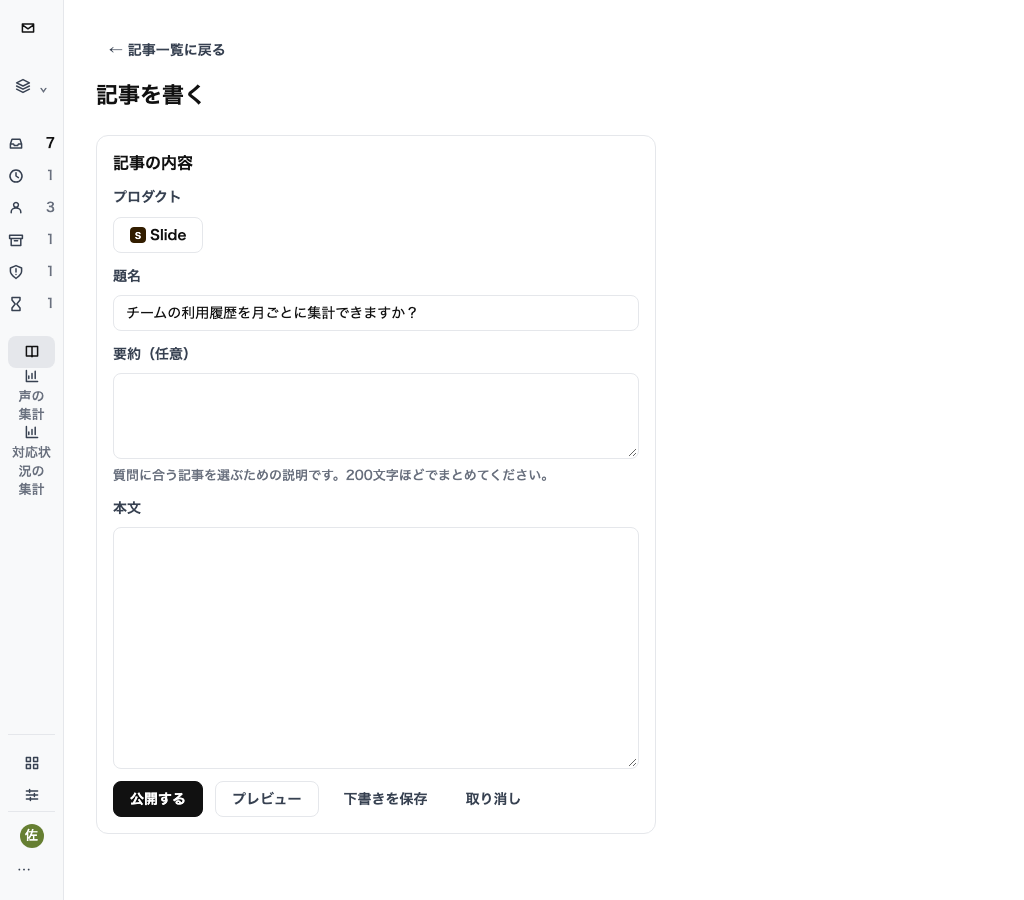 ← 記事一覧に戻る
記事を書く
7
1
3
1
1
1
声の
集計
対応状
況の
集計
佐
…
記事の内容
プロダクト
S Slide
題名
チームの利用履歴を月ごとに集計できますか？
要約（任意）
質問に合う記事を選ぶための説明です。200文字ほどでまとめてください。
本文
公開する プレビュー 下書きを保存 取り消し